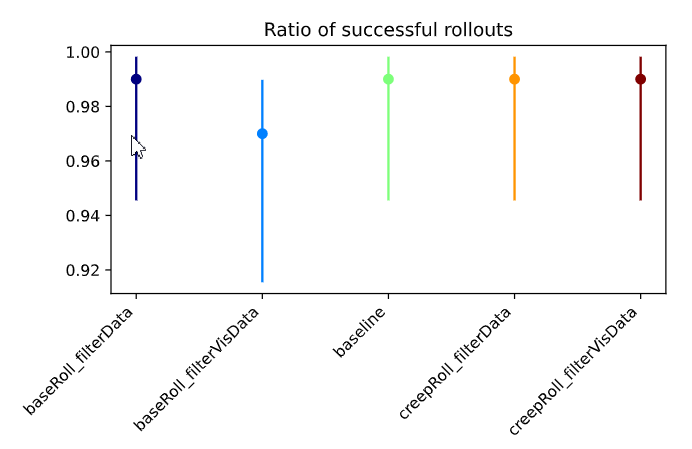 Ratio of successful rollouts
1.00
0.98
0.96
0.94
0.92
baseRoll_filterData
baseRoll_filterVisData
baseline
creepRoll_filterData
creepRoll_filterVisData